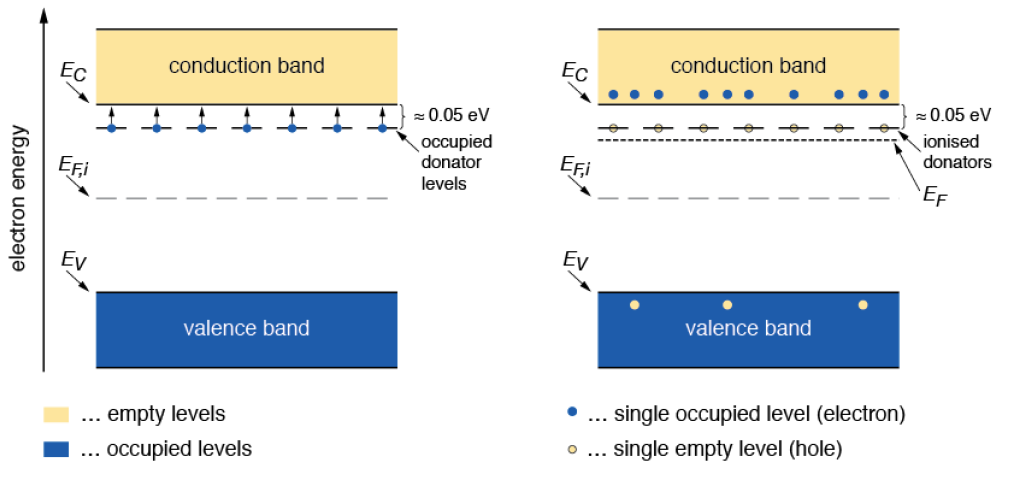 electron energy
conduction band
E_C
≈ 0.05 eV
occupied
donator
levels
E_F,i
E_V
valence band
conduction band
E_C
≈ 0.05 eV
ionised
donators
E_F,i
E_F
E_V
valence band
... empty levels
... occupied levels
... single occupied level (electron)
... single empty level (hole)